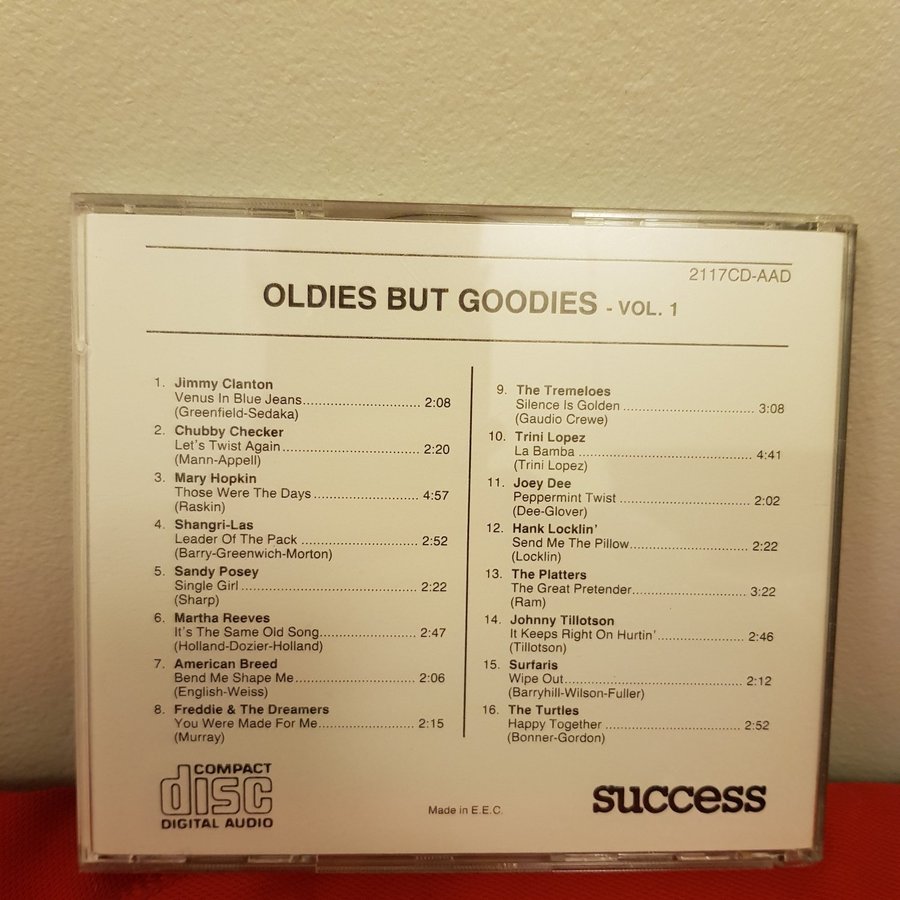 2117CD-AAD
OLDIES BUT GOODIES - VOL. 1
1. Jimmy Clanton
Venus In Blue Jeans.............................. 2:08
(Greenfield-Sedaka)
2. Chubby Checker
Let's Twist Again................................... 2:20
(Mann-Appell)
3. Mary Hopkin
Those Were The Days........................... 4:57
(Raskin)
4. Shangri-Las
Leader Of The Pack .............................. 2:52
(Barry-Greenwich-Morton)
5. Sandy Posey
Single Girl............................................. 2:22
(Sharp)
6. Martha Reeves
It's The Same Old Song......................... 2:47
(Holland-Dozier-Holland)
7. American Breed
Bend Me Shape Me............................... 2:06
(English-Weiss)
8. Freddie & The Dreamers
You Were Made For Me......................... 2:15
(Murray)
9. The Tremeloes
Silence Is Golden ................................. 3:08
(Gaudio Crewe)
10. Trini Lopez
La Bamba ............................................ 4:41
(Trini Lopez)
11. Joey Dee
Peppermint Twist .................................. 2:02
(Dee-Glover)
12. Hank Locklin'
Send Me The Pillow.............................. 2:22
(Locklin)
13. The Platters
The Great Pretender............................. 3:22
(Ram)
14. Johnny Tillotson
It Keeps Right On Hurtin'...................... 2:46
(Tillotson)
15. Surfaris
Wipe Out............................................... 2:12
(Barryhill-Wilson-Fuller)
16. The Turtles
Happy Together ................................... 2:52
(Bonner-Gordon)
COMPACT
disc
DIGITAL AUDIO
Made in E.E.C.
success